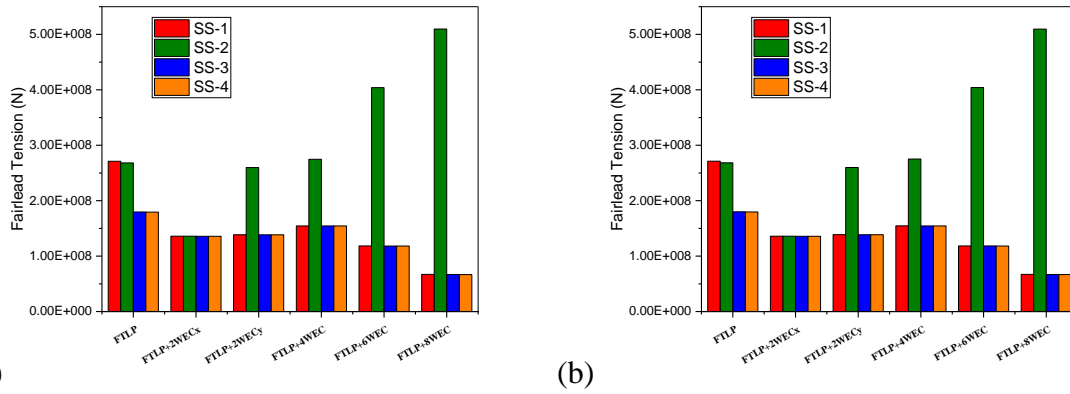 5.00E+008
4.00E+008
3.00E+008
2.00E+008
1.00E+008
0.00E+000
Fairlead Tension (N)
SS-1
SS-2
SS-3
SS-4
FTLP
FTLP+2WECx
FTLP+2WECy
FTLP+4WEC
FTLP+6WEC
FTLP+8WEC
)
5.00E+008
4.00E+008
3.00E+008
2.00E+008
1.00E+008
0.00E+000
Fairlead Tension (N)
SS-1
SS-2
SS-3
SS-4
FTLP
FTLP+2WECx
FTLP+2WECy
FTLP+4WEC
FTLP+6WEC
FTLP+8WEC
(b)